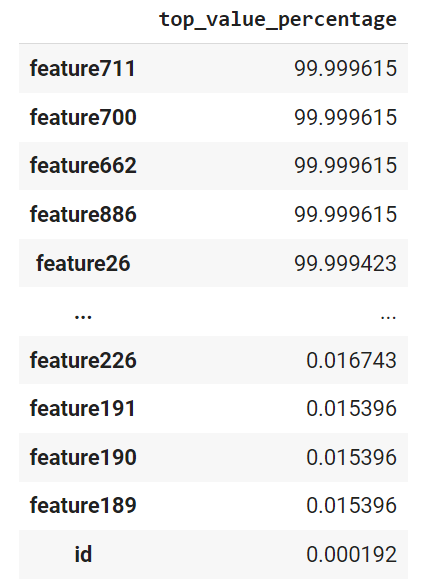 top_value_percentage
feature711 99.999615
feature700 99.999615
feature662 99.999615
feature886 99.999615
feature26 99.999423
... ...
feature226 0.016743
feature191 0.015396
feature190 0.015396
feature189 0.015396
id 0.000192